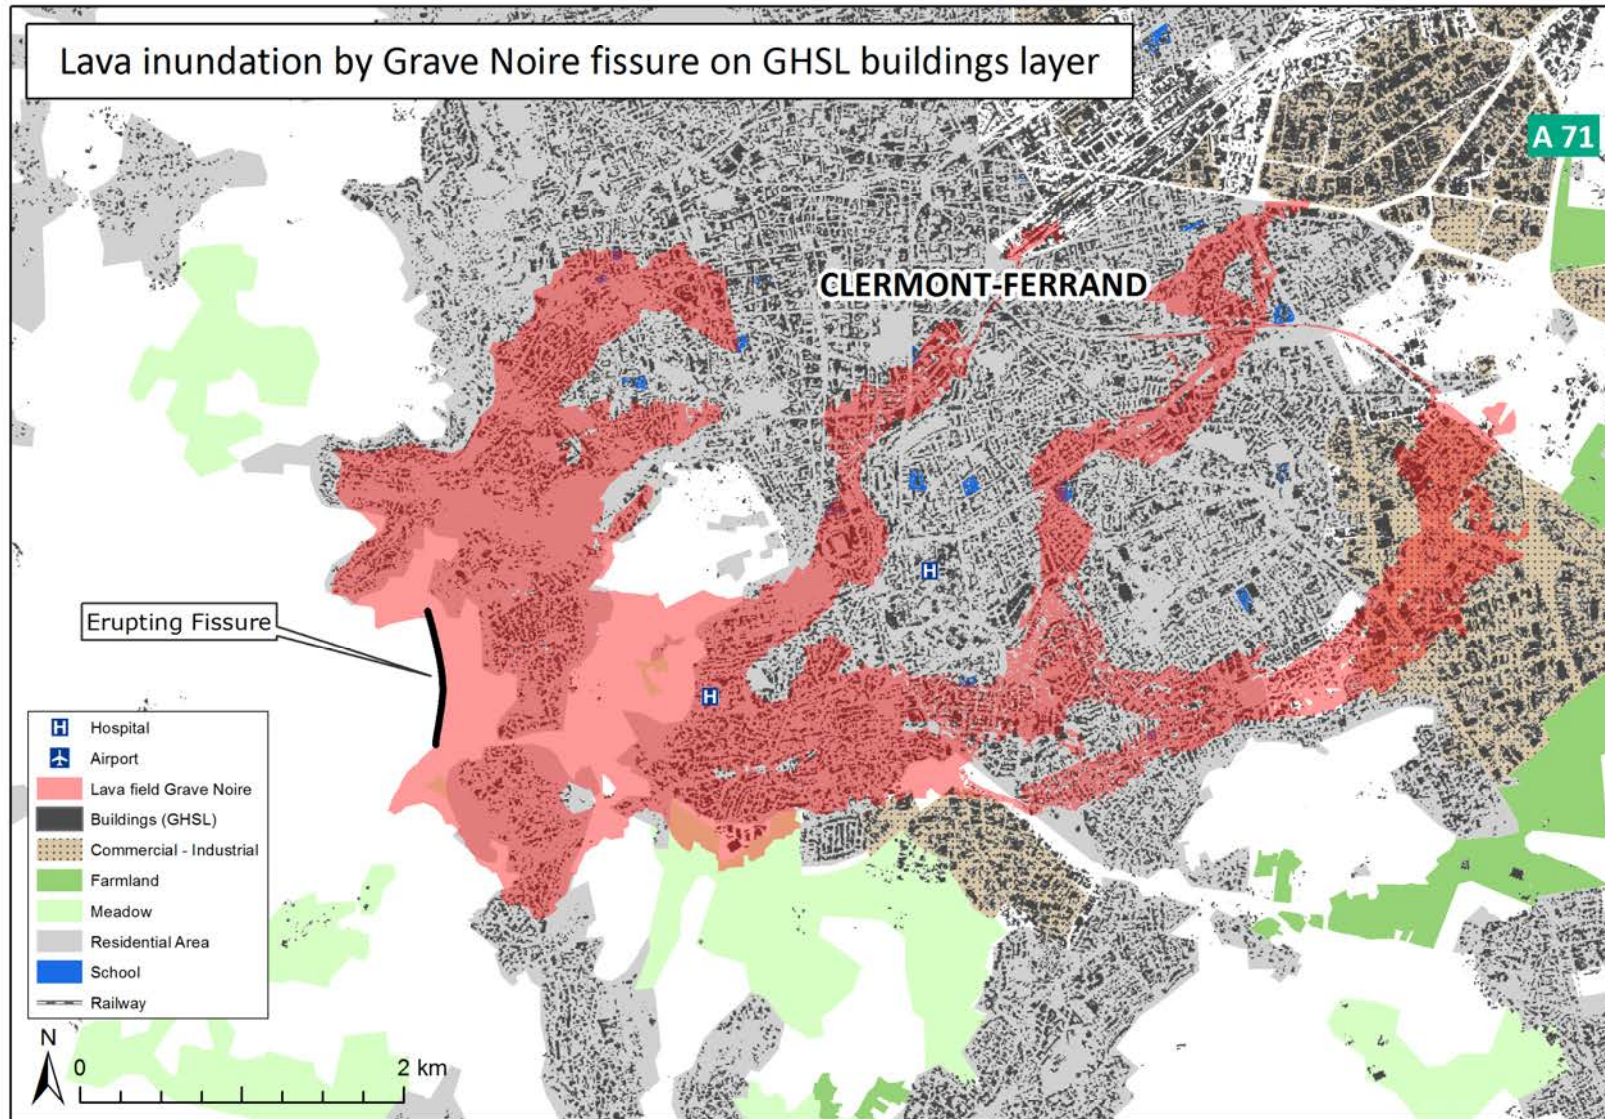 Lava inundation by Grave Noire fissure on GHSL buildings layer
A 71
CLERMONT-FERRAND
H
Erupting Fissure
H
H Hospital
Airport
Lava field Grave Noire
Buildings (GHSL)
Commercial - Industrial
Farmland
Meadow
Residential Area
School
Railway
N
0 2 km